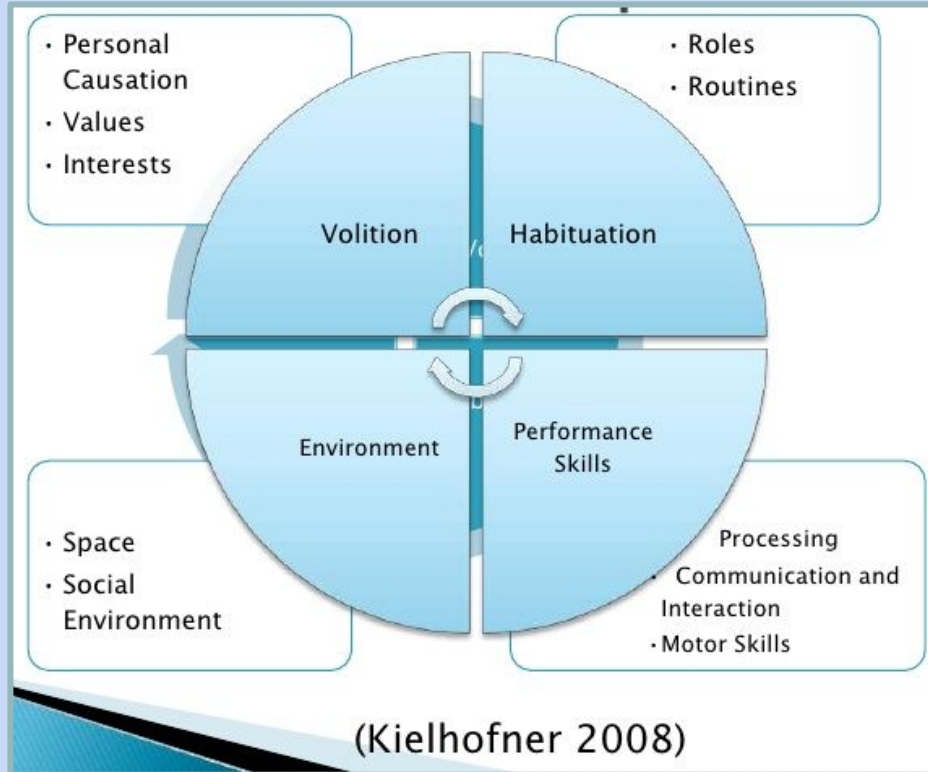 • Personal
Causation
• Values
• Interests
• Roles
• Routines
Volition
Habituation
Environment
Performance
Skills
• Space
• Social
Environment
Processing
• Communication and
Interaction
• Motor Skills
(Kielhofner 2008)